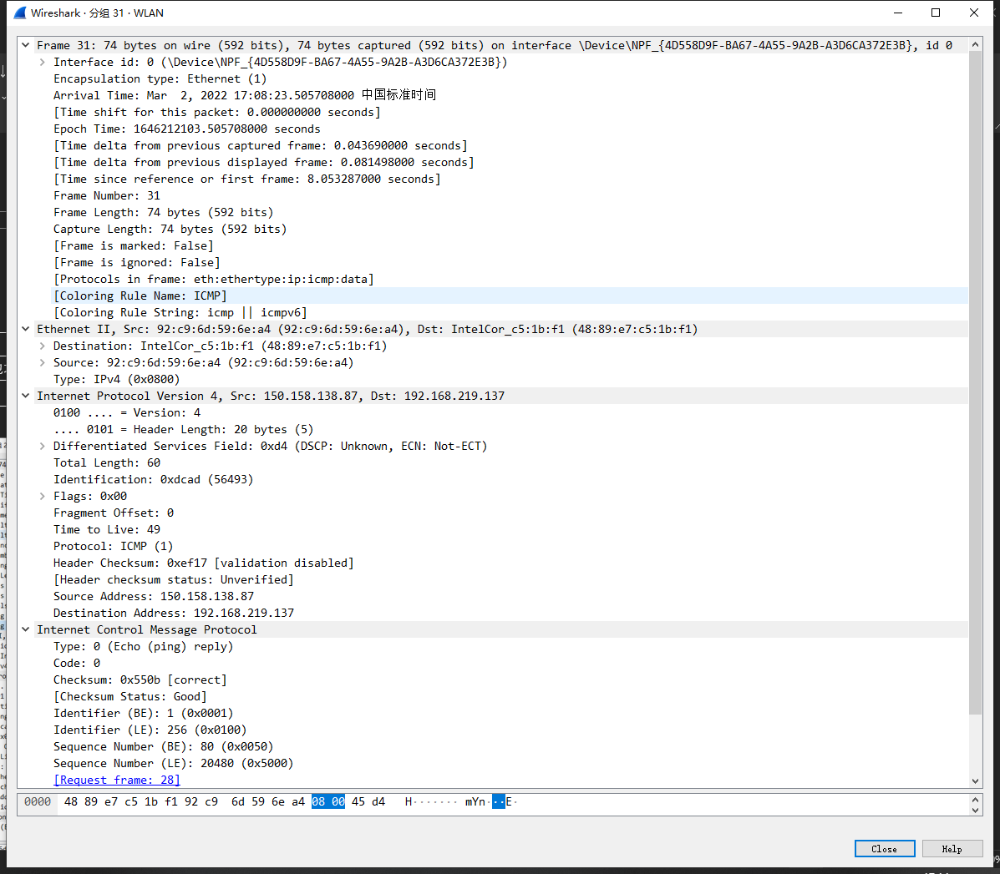 Wireshark · 分组 31 · WLAN
Frame 31: 74 bytes on wire (592 bits), 74 bytes captured (592 bits) on interface \Device\NPF_{4D558D9F-BA67-4A55-9A2B-A3D6CA372E3B}, id 0
Interface id: 0 (\Device\NPF_{4D558D9F-BA67-4A55-9A2B-A3D6CA372E3B})
Encapsulation type: Ethernet (1)
Arrival Time: Mar  2, 2022 17:08:23.505708000 中国标准时间
[Time shift for this packet: 0.000000000 seconds]
Epoch Time: 1646212103.505708000 seconds
[Time delta from previous captured frame: 0.043690000 seconds]
[Time delta from previous displayed frame: 0.081498000 seconds]
[Time since reference or first frame: 8.053287000 seconds]
Frame Number: 31
Frame Length: 74 bytes (592 bits)
Capture Length: 74 bytes (592 bits)
[Frame is marked: False]
[Frame is ignored: False]
[Protocols in frame: eth:ethertype:ip:icmp:data]
[Coloring Rule Name: ICMP]
[Coloring Rule String: icmp || icmpv6]
Ethernet II, Src: 92:c9:6d:59:6e:a4 (92:c9:6d:59:6e:a4), Dst: IntelCor_c5:1b:f1 (48:89:e7:c5:1b:f1)
Destination: IntelCor_c5:1b:f1 (48:89:e7:c5:1b:f1)
Source: 92:c9:6d:59:6e:a4 (92:c9:6d:59:6e:a4)
Type: IPv4 (0x0800)
Internet Protocol Version 4, Src: 150.158.138.87, Dst: 192.168.219.137
0100 .... = Version: 4
.... 0101 = Header Length: 20 bytes (5)
Differentiated Services Field: 0xd4 (DSCP: Unknown, ECN: Not-ECT)
Total Length: 60
Identification: 0xdcad (56493)
Flags: 0x00
Fragment Offset: 0
Time to Live: 49
Protocol: ICMP (1)
Header Checksum: 0xef17 [validation disabled]
[Header checksum status: Unverified]
Source Address: 150.158.138.87
Destination Address: 192.168.219.137
Internet Control Message Protocol
Type: 0 (Echo (ping) reply)
Code: 0
Checksum: 0x550b [correct]
[Checksum Status: Good]
Identifier (BE): 1 (0x0001)
Identifier (LE): 256 (0x0100)
Sequence Number (BE): 80 (0x0050)
Sequence Number (LE): 20480 (0x5000)
[Request frame: 28]
0000 48 89 e7 c5 1b f1 92 c9 6d 59 6e a4 08 00 45 d4 H······· mYn···E·
Close
Help